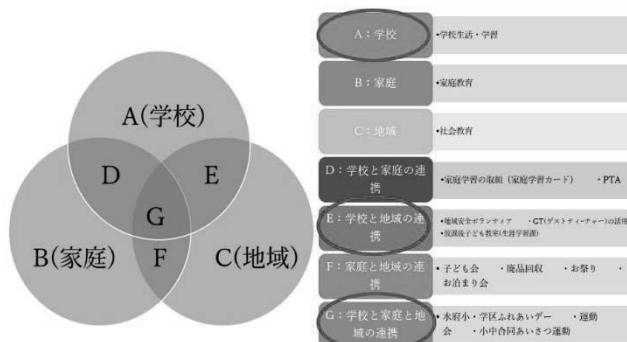 A(学校)
D
E
G
B(家庭)
F
C(地域)
A：学校
•学校生活・学習
B：家庭
•家庭教育
C：地域
•社会教育
D：学校と家庭の連
携
•家庭学習の取組（家庭学習カード） ・PTA
E：学校と地域の連
携
•地域安全ボランティア ・GT(ゲストティーチャー)の活用
•放課後子ども教室(生涯学習課)
F：家庭と地域の連
携
•子ども会 ・廃品回収 ・お祭り ・
お泊まり会
G：学校と家庭と地
域の連携
•水府小・学区ふれあいデー ・運動
会 ・小中合同あいさつ運動